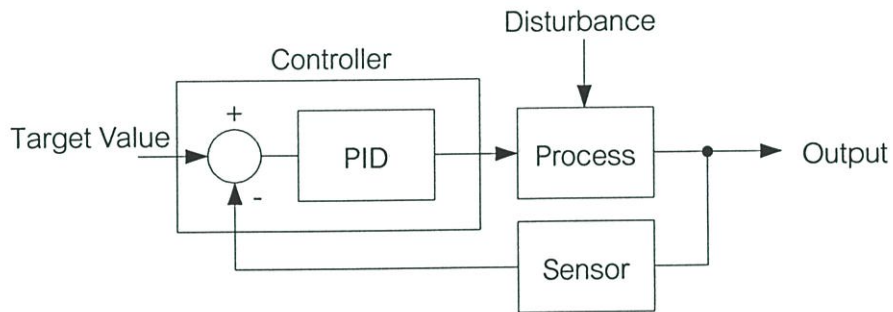 Disturbance
Controller
+
Target Value
PID
Process
Output
-
Sensor